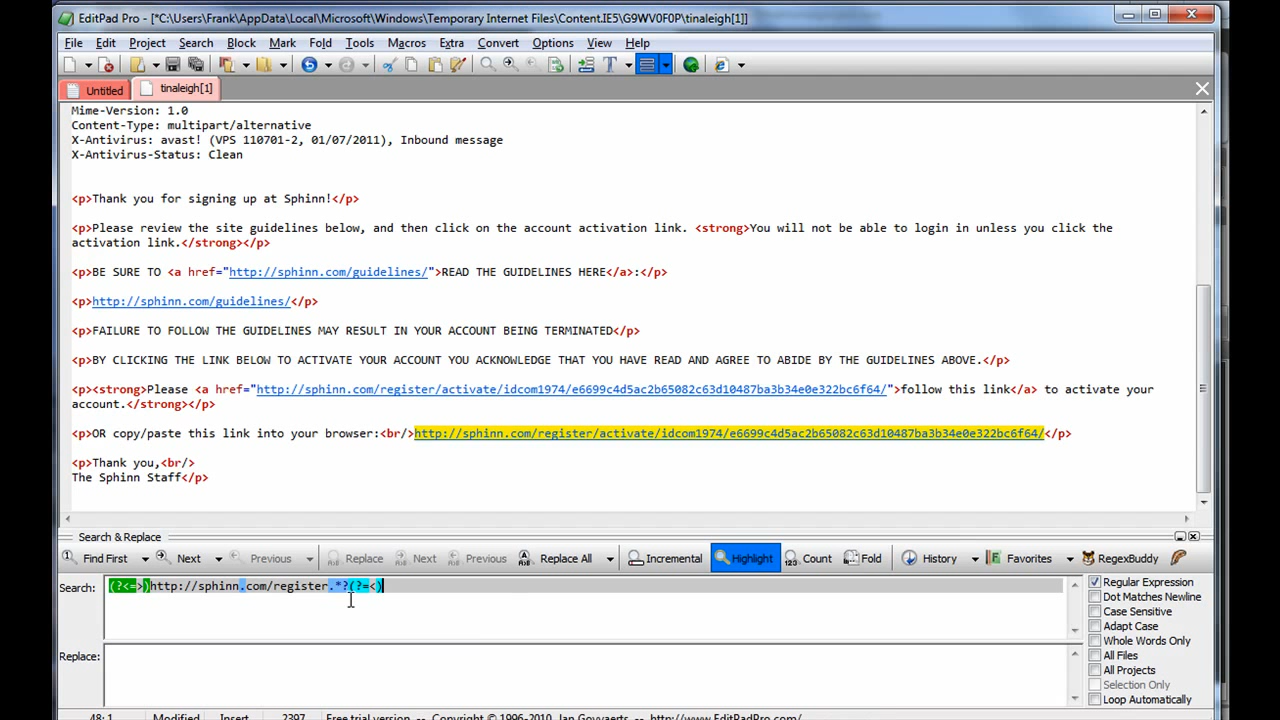 EditPad Pro - [*C:\Users\Frank\AppData\Local\Microsoft\Windows\Temporary Internet Files\Content.IE5\G9WV0F0P\tinaleigh[1]]
File Edit Project Search Block Mark Fold Tools Macros Extra Convert Options View Help
Untitled tinaleigh[1]
Mime-Version: 1.0
Content-Type: multipart/alternative
X-Antivirus: avast! (VPS 110701-2, 01/07/2011), Inbound message
X-Antivirus-Status: Clean
<p>Thank you for signing up at Sphinn!</p>
<p>Please review the site guidelines below, and then click on the account activation link. <strong>You will not be able to login in unless you click the
activation link.</strong></p>
<p>BE SURE TO <a href="http://sphinn.com/guidelines/">READ THE GUIDELINES HERE</a>:</p>
<p>http://sphinn.com/guidelines/</p>
<p>FAILURE TO FOLLOW THE GUIDELINES MAY RESULT IN YOUR ACCOUNT BEING TERMINATED</p>
<p>BY CLICKING THE LINK BELOW TO ACTIVATE YOUR ACCOUNT YOU ACKNOWLEDGE THAT YOU HAVE READ AND AGREE TO ABIDE BY THE GUIDELINES ABOVE.</p>
<p><strong>Please <a href="http://sphinn.com/register/activate/idcom1974/e6699c4d5ac2b65082c63d10487ba3b34e0e322bc6f64/">follow this link</a> to activate your
account.</strong></p>
<p>OR copy/paste this link into your browser:<br/>http://sphinn.com/register/activate/idcom1974/e6699c4d5ac2b65082c63d10487ba3b34e0e322bc6f64/</p>
<p>Thank you,<br/>
The Sphinn Staff</p>
Search & Replace
Find First Next Previous Replace Next Previous Replace All Incremental Highlight Count Fold History Favorites RegexBuddy
Search: (?<=>)http://sphinn.com/register.*?(?=<)
Regular Expression
Dot Matches Newline
Case Sensitive
Adapt Case
Whole Words Only
Replace:
All Files
All Projects
Selection Only
Loop Automatically
48: 1 Modified Insert 2397 Free trial version - Copyright © 1996-2010 Jan Goyvaerts -- http://www.EditPadPro.com/